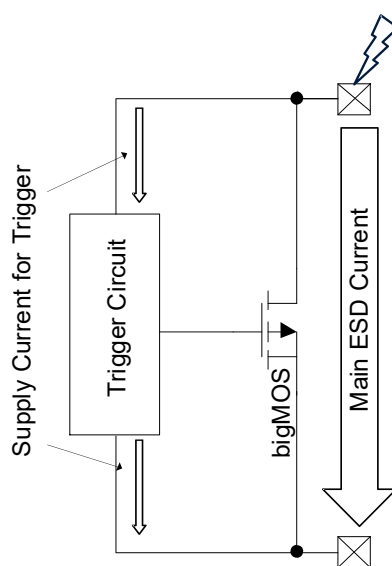 Supply Current for Trigger
Trigger Circuit
bigMOS
Main ESD Current